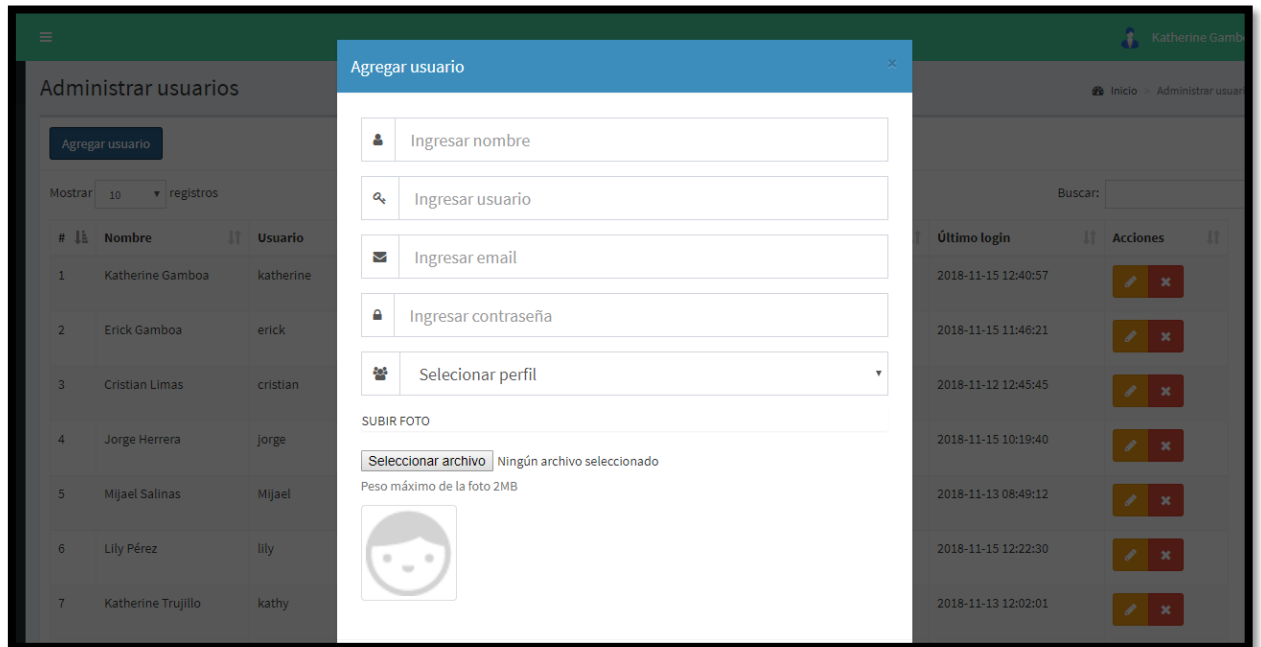 Katherine Gamb
Agregar usuario ×
Administrar usuarios
Inicio > Administrar usuari
Agregar usuario
Ingresar nombre
Mostrar 10 registros
Buscar:
Ingresar usuario
# Nombre Usuario Último login Acciones
Ingresar email
1 Katherine Gamboa katherine 2018-11-15 12:40:57
Ingresar contraseña
2 Erick Gamboa erick 2018-11-15 11:46:21
Selecionar perfil
3 Cristian Limas cristian 2018-11-12 12:45:45
SUBIR FOTO
4 Jorge Herrera jorge 2018-11-15 10:19:40
Seleccionar archivo Ningún archivo seleccionado
Peso máximo de la foto 2MB
5 Mijael Salinas Mijael 2018-11-13 08:49:12
6 Lily Pérez lily 2018-11-15 12:22:30
7 Katherine Trujillo kathy 2018-11-13 12:02:01